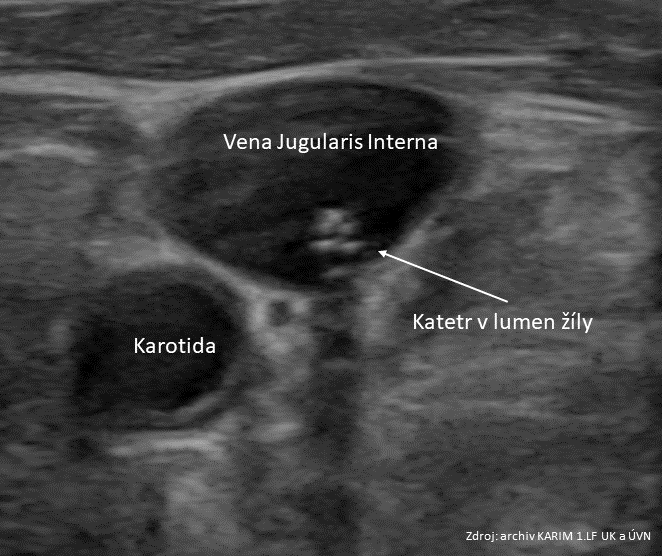 Vena Jugularis Interna
Katetr v lumen žíly
Karotida
Zdroj: archiv KARIM 1.LF UK a ÚVN